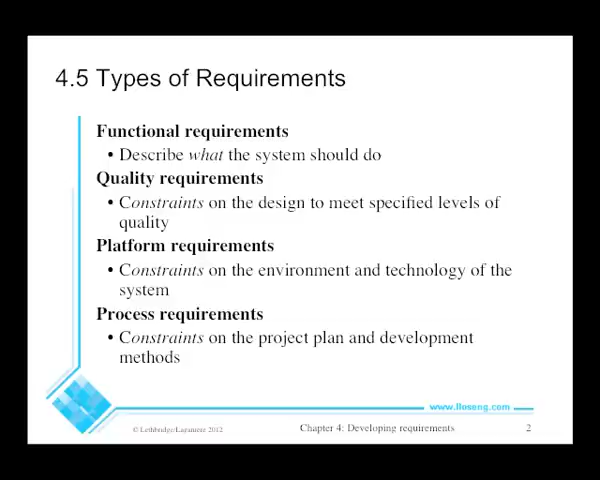 4.5 Types of Requirements
Functional requirements
• Describe what the system should do
Quality requirements
• Constraints on the design to meet specified levels of
quality
Platform requirements
• Constraints on the environment and technology of the
system
Process requirements
• Constraints on the project plan and development
methods
www.lloseng.com
© Lethbridge/Laganière 2012
Chapter 4: Developing requirements
2